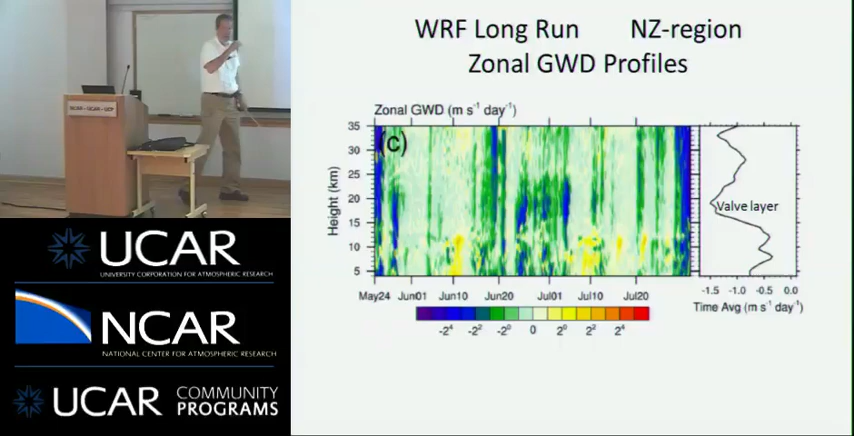 WRF Long Run NZ-region
Zonal GWD Profiles
Zonal GWD (m s⁻¹ day⁻¹)
(c)
Height (km)
35
30
25
20
15
10
5
May24 Jun01 Jun10 Jun20 Jul01 Jul10 Jul20
-2⁴ -2² -2⁰ 0 2⁰ 2² 2⁴
Valve layer
-1.5 -1.0 -0.5 0.0
Time Avg (m s⁻¹ day⁻¹)
NCAR - UCAR - UCP
UCAR
UNIVERSITY CORPORATION FOR ATMOSPHERIC RESEARCH
NCAR
NATIONAL CENTER FOR ATMOSPHERIC RESEARCH
UCAR COMMUNITY
PROGRAMS